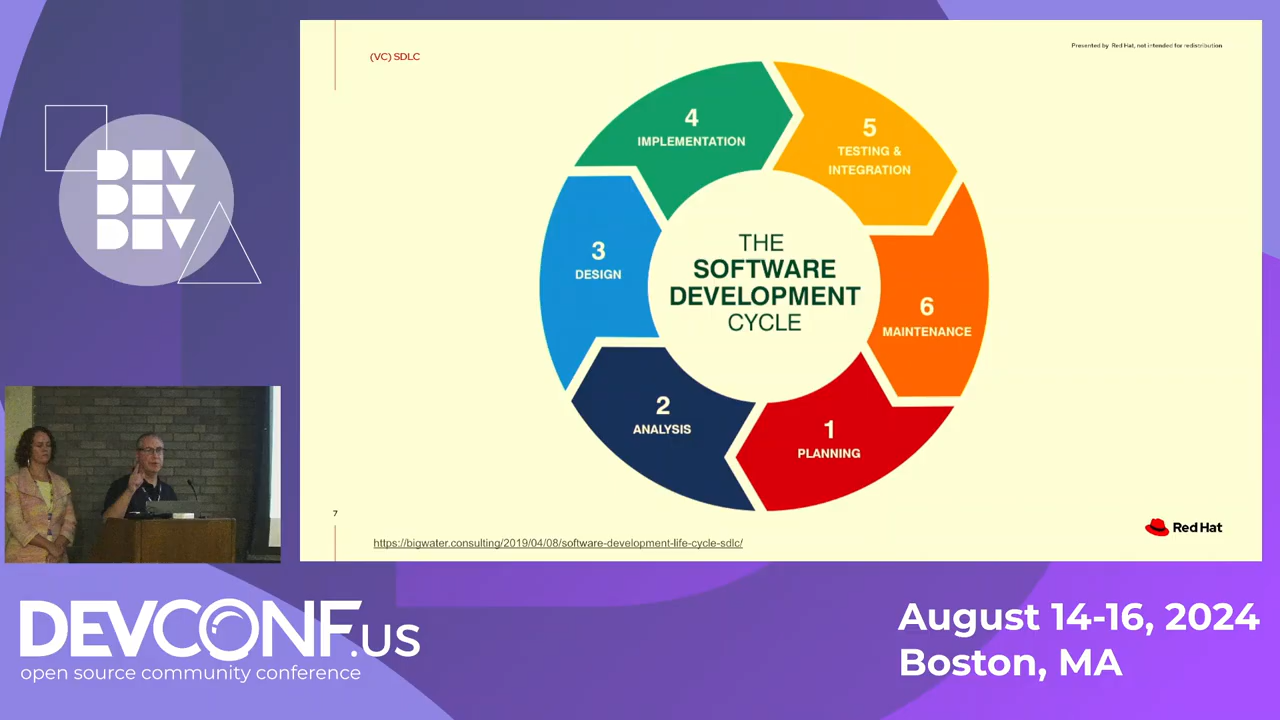 DEV
DEV
DEV
(VC) SDLC
Presented by Red Hat, not intended for redistribution
4
IMPLEMENTATION
5
TESTING &
INTEGRATION
3
DESIGN
THE
SOFTWARE
DEVELOPMENT
CYCLE
6
MAINTENANCE
2
ANALYSIS
1
PLANNING
7
https://bigwater.consulting/2019/04/08/software-development-life-cycle-sdlc/
Red Hat
DEVCONF.US
open source community conference
August 14-16, 2024
Boston, MA